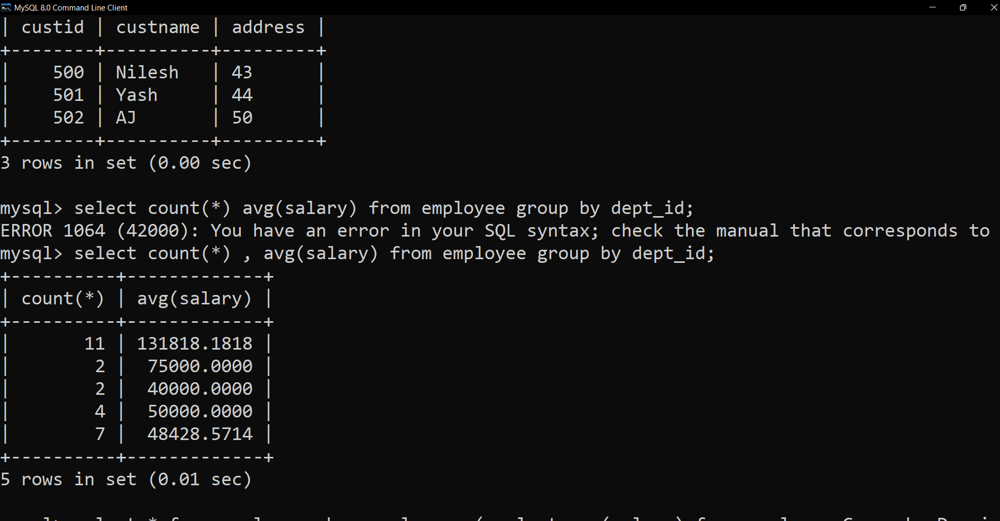 MySQL 8.0 Command Line Client
| custid | custname | address |
+--------+----------+---------+
|    500 | Nilesh   | 43      |
|    501 | Yash     | 44      |
|    502 | AJ       | 50      |
+--------+----------+---------+
3 rows in set (0.00 sec)
mysql> select count(*) avg(salary) from employee group by dept_id;
ERROR 1064 (42000): You have an error in your SQL syntax; check the manual that corresponds to
mysql> select count(*) , avg(salary) from employee group by dept_id;
+----------+-------------+
| count(*) | avg(salary) |
+----------+-------------+
|       11 | 131818.1818 |
|        2 |  75000.0000 |
|        2 |  40000.0000 |
|        4 |  50000.0000 |
|        7 |  48428.5714 |
+----------+-------------+
5 rows in set (0.01 sec)